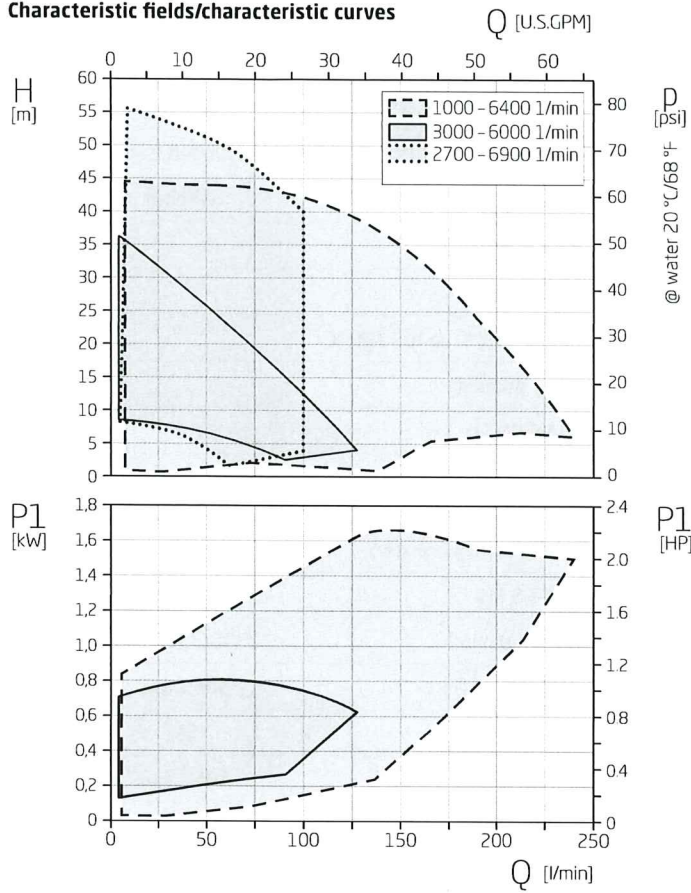 Characteristic fields/characteristic curves
Q [U.S.GPM]
0 10 20 30 40 50 60
H
[m]
60
55
50
45
40
35
30
25
20
15
10
5
0
1000 – 6400 1/min
3000 – 6000 1/min
2700 – 6900 1/min
p
[psi]
80
70
60
50
40
30
20
10
0
@ water 20 °C/68 °F
P1
[kW]
1,8
1,6
1,4
1,2
1,0
0,8
0,6
0,4
0,2
0
P1
[HP]
2.4
2.0
1.6
1.2
0.8
0.4
0
0 50 100 150 200 250
Q [l/min]